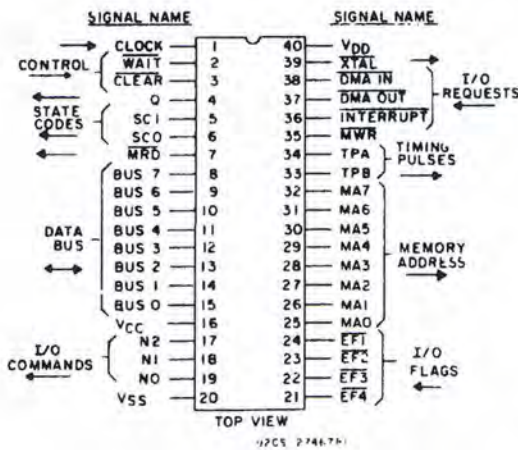 SIGNAL NAME SIGNAL NAME
CLOCK 1 40 VDD
CONTROL WAIT 2 39 XTAL
CLEAR 3 38 DMA IN I/O
Q 4 37 DMA OUT REQUESTS
STATE CODES SC1 5 36 INTERRUPT
SC0 6 35 MWR
MRD 7 34 TPA TIMING
BUS 7 8 33 TPB PULSES
BUS 6 9 32 MA7
BUS 5 10 31 MA6
DATA BUS 4 11 30 MA5
BUS BUS 3 12 29 MA4 MEMORY
BUS 2 13 28 MA3 ADDRESS
BUS 1 14 27 MA2
BUS 0 15 26 MA1
VCC 16 25 MA0
I/O N2 17 24 EF1
COMMANDS N1 18 23 EF2 I/O
N0 19 22 EF3 FLAGS
VSS 20 21 EF4
TOP VIEW